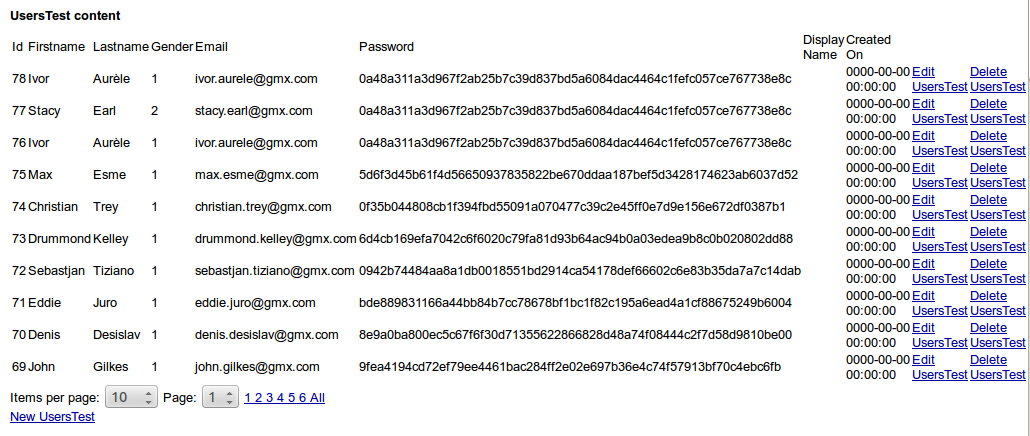 UsersTest content
Id Firstname Lastname Gender Email Password Display Name Created On
78 Ivor Aurèle 1 ivor.aurele@gmx.com 0a48a311a3d967f2ab25b7c39d837bd5a6084dac4464c1fefc057ce767738e8c 0000-00-00 00:00:00 Edit UsersTest Delete UsersTest
77 Stacy Earl 2 stacy.earl@gmx.com 0a48a311a3d967f2ab25b7c39d837bd5a6084dac4464c1fefc057ce767738e8c 0000-00-00 00:00:00 Edit UsersTest Delete UsersTest
76 Ivor Aurèle 1 ivor.aurele@gmx.com 0a48a311a3d967f2ab25b7c39d837bd5a6084dac4464c1fefc057ce767738e8c 0000-00-00 00:00:00 Edit UsersTest Delete UsersTest
75 Max Esme 1 max.esme@gmx.com 5d6f3d45b61f4d56650937835822be670ddaa187bef5d3428174623ab6037d52 0000-00-00 00:00:00 Edit UsersTest Delete UsersTest
74 Christian Trey 1 christian.trey@gmx.com 0f35b044808cb1f394fbd55091a070477c39c2e45ff0e7d9e156e672df0387b1 0000-00-00 00:00:00 Edit UsersTest Delete UsersTest
73 Drummond Kelley 1 drummond.kelley@gmx.com 6d4cb169efa7042c6f6020c79fa81d93b64ac94b0a03edea9b8c0b020802dd88 0000-00-00 00:00:00 Edit UsersTest Delete UsersTest
72 Sebastjan Tiziano 1 sebastjan.tiziano@gmx.com 0942b74484aa8a1db0018551bd2914ca54178def66602c6e83b35da7a7c14dab 0000-00-00 00:00:00 Edit UsersTest Delete UsersTest
71 Eddie Juro 1 eddie.juro@gmx.com bde889831166a44bb84b7cc78678bf1bc1f82c195a6ead4a1cf88675249b6004 0000-00-00 00:00:00 Edit UsersTest Delete UsersTest
70 Denis Desislav 1 denis.desislav@gmx.com 8e9a0ba800ec5c67f6f30d71355622866828d48a74f08444c2f7d58d9810be00 0000-00-00 00:00:00 Edit UsersTest Delete UsersTest
69 John Gilkes 1 john.gilkes@gmx.com 9fea4194cd72ef79ee4461bac284ff2e02e697b36e4c74f57913bf70c4ebc6fb 0000-00-00 00:00:00 Edit UsersTest Delete UsersTest
Items per page: 10 Page: 1 1 2 3 4 5 6 All
New UsersTest